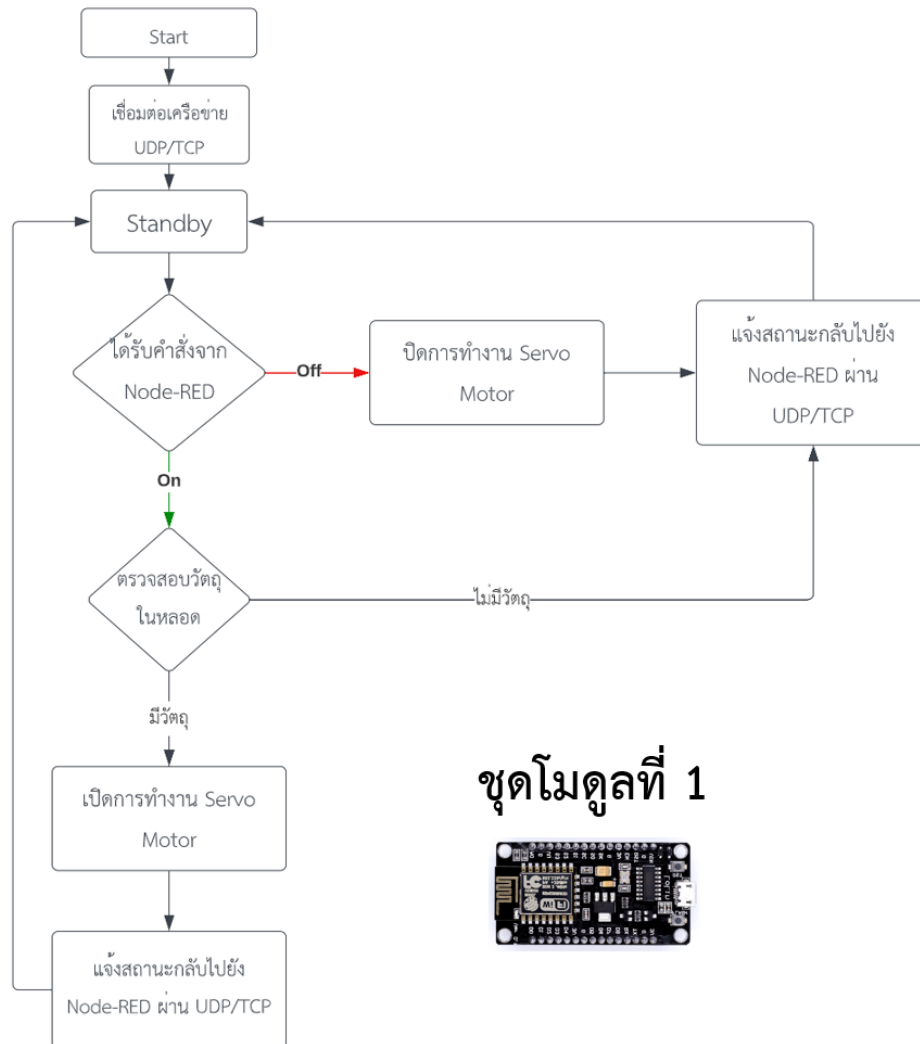 Start
เชื่อมต่อเครือข่าย
UDP/TCP
Standby
ได้รับคำสั่งจาก
Node-RED
Off
ปิดการทำงาน Servo
Motor
แจ้งสถานะกลับไปยัง
Node-RED ผ่าน
UDP/TCP
On
ตรวจสอบวัตถุ
ในหลอด
ไม่มีวัตถุ
มีวัตถุ
เปิดการทำงาน Servo
Motor
แจ้งสถานะกลับไปยัง
Node-RED ผ่าน UDP/TCP
ชุดโมดูลที่ 1